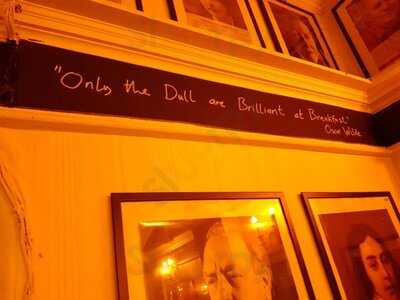 "Only the Dull are Brilliant at Breakfast."
Oscar Wilde